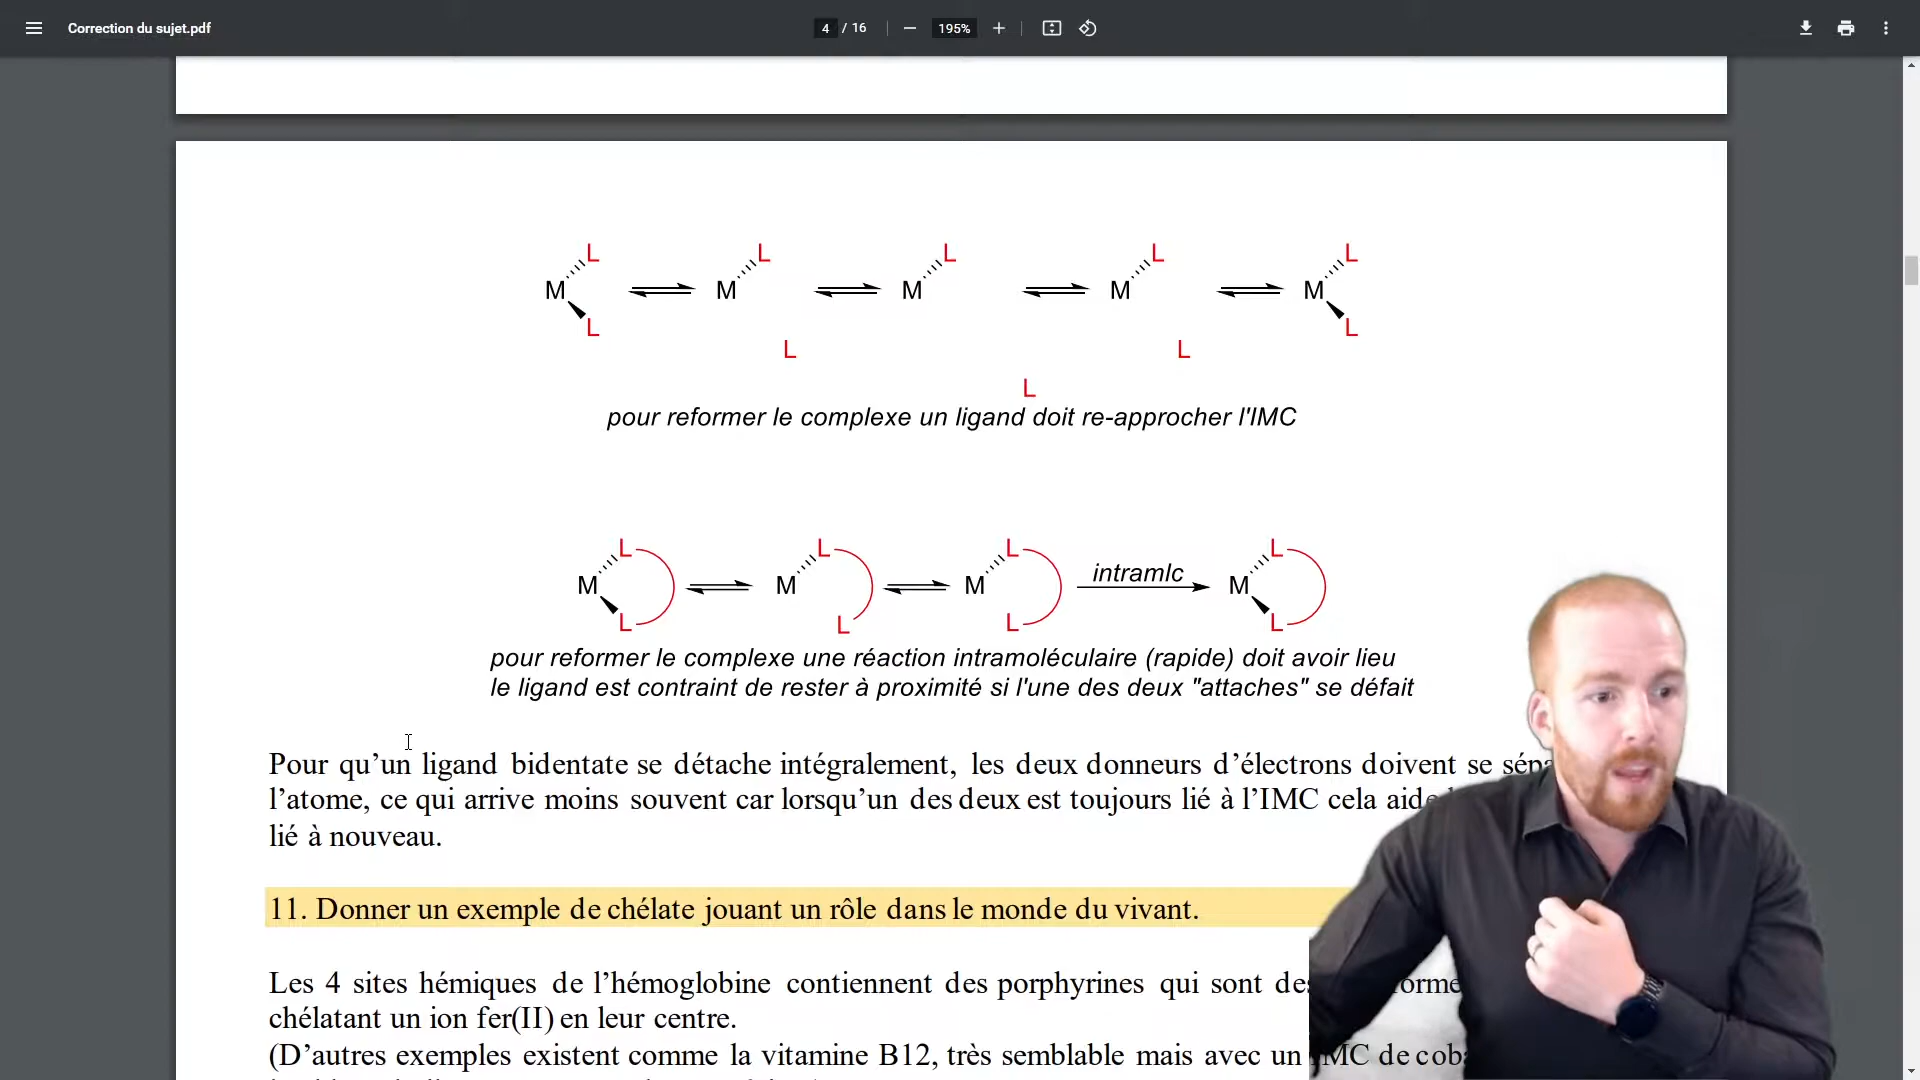 Correction du sujet.pdf
4 / 16
195%
L L L L L
M M M M M
L L
L L
L
pour reformer le complexe un ligand doit re-approcher l'IMC
L L L L
intramlc
M M M M
L L L L
pour reformer le complexe une réaction intramoléculaire (rapide) doit avoir lieu
le ligand est contraint de rester à proximité si l'une des deux "attaches" se défait
Pour qu’un ligand bidentate se détache intégralement, les deux donneurs d’électrons doivent se
l’atome, ce qui arrive moins souvent car lorsqu’un des deux est toujours lié à l’IMC cela aide
lié à nouveau.
11. Donner un exemple de chélate jouant un rôle dans le monde du vivant.
Les 4 sites hémiques de l’hémoglobine contiennent des porphyrines qui sont
chélatant un ion fer(II) en leur centre.
(D’autres exemples existent comme la vitamine B12, très semblable mais avec un IMC de